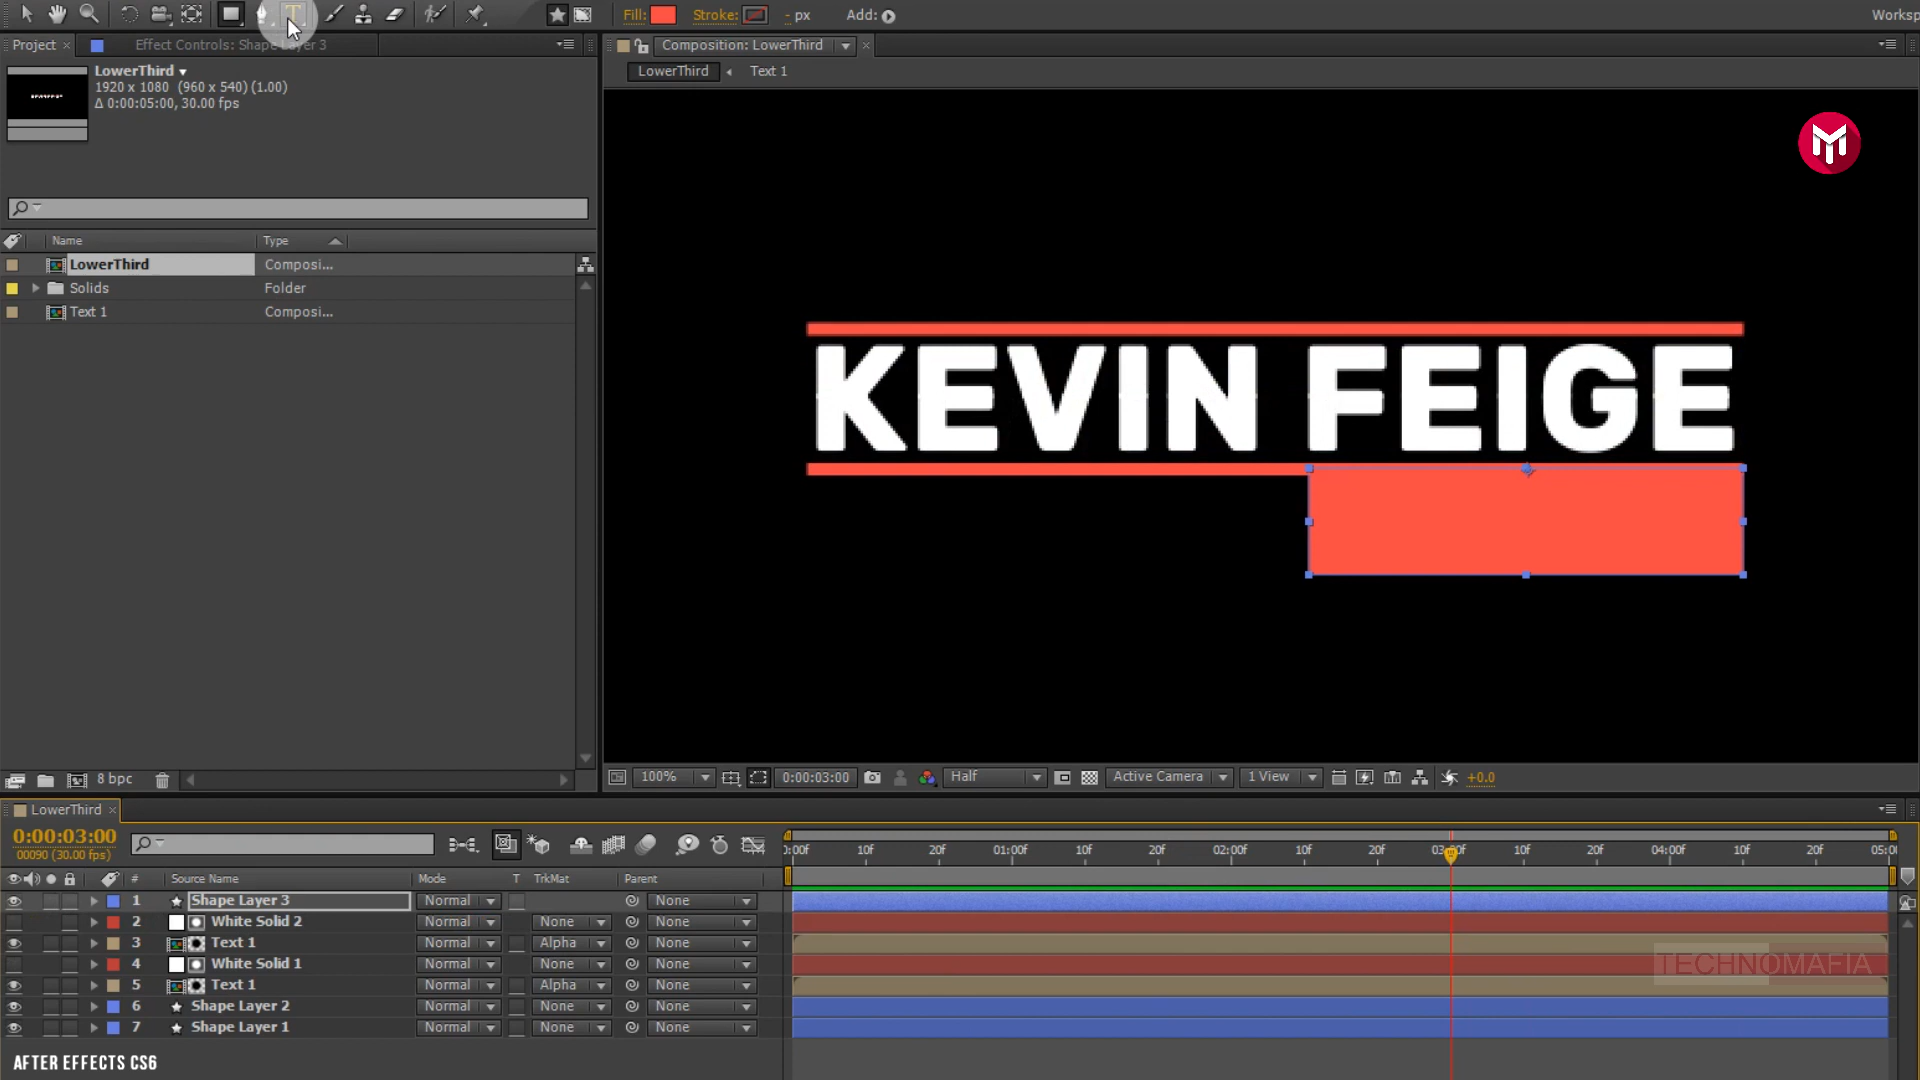 Fill: Stroke: - px Add: Worksp
Project × Effect Controls: Shape Layer 3
Composition: LowerThird ×
LowerThird Text 1
LowerThird
1920 x 1080 (960 x 540) (1.00)
Δ 0:00:05:00, 30.00 fps
Name Type
LowerThird Composi...
Solids Folder
Text 1 Composi...
KEVIN FEIGE
8 bpc
100% 0:00:03:00 Half Active Camera 1 View +0.0
LowerThird ×
0:00:03:00
00090 (30.00 fps)
:00f 10f 20f 01:00f 10f 20f 02:00f 10f 20f 03:00f 10f 20f 04:00f 10f 20f 05:00
# Source Name Mode T TrkMat Parent
1 Shape Layer 3 Normal None
2 White Solid 2 Normal None None
3 Text 1 Normal Alpha None
4 White Solid 1 Normal None None
5 Text 1 Normal Alpha None
6 Shape Layer 2 Normal None None
7 Shape Layer 1 Normal None None
TECHNOMAFIA
AFTER EFFECTS CS6